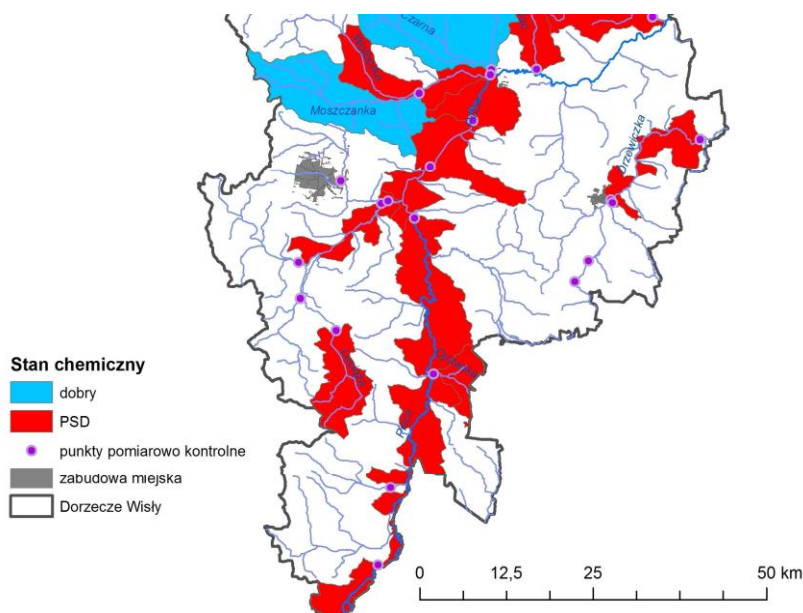 Czarna
Moszczanka
Drzewiczka
Stan chemiczny
dobry
PSD
punkty pomiarowo kontrolne
zabudowa miejska
Dorzecze Wisły
0 12,5 25 50 km